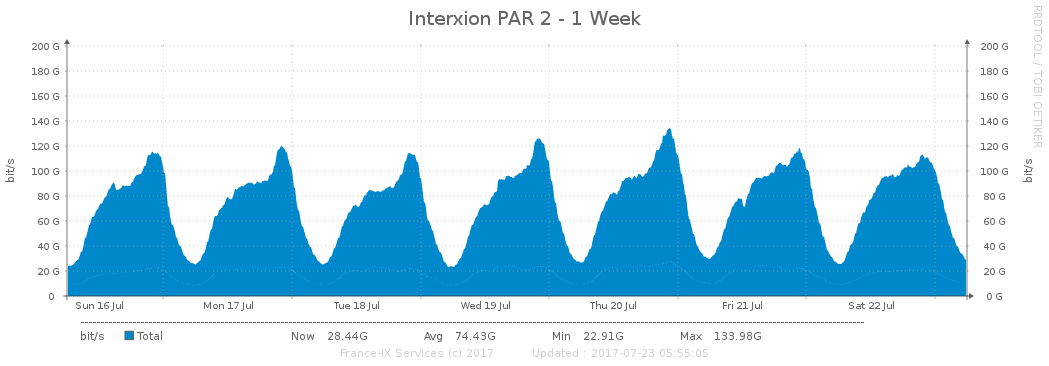 Interxion PAR 2 - 1 Week
RRDTOOL / TOBI OETIKER
200 G 200 G
180 G 180 G
160 G 160 G
140 G 140 G
120 G 120 G
100 G 100 G
80 G 80 G
60 G 60 G
40 G 40 G
20 G 20 G
0 0 G
bit/s
bit/s
Sun 16 Jul Mon 17 Jul Tue 18 Jul Wed 19 Jul Thu 20 Jul Fri 21 Jul Sat 22 Jul
bit/s Total Now 28.44G Avg 74.43G Min 22.91G Max 133.98G
France-IX Services (c) 2017 Updated : 2017-07-23 05:55:05